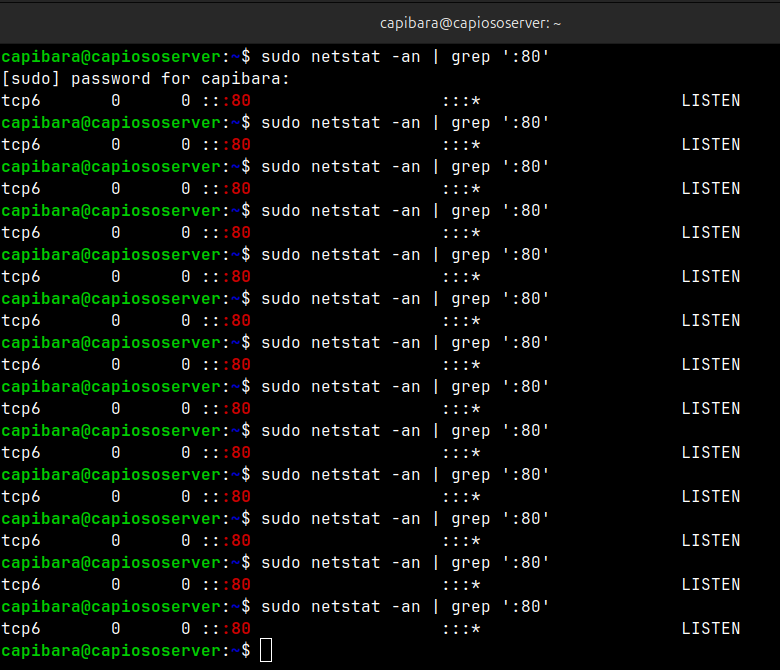 capibara@capiososerver: ~
capibara@capiososerver:~$ sudo netstat -an | grep ':80'
[sudo] password for capibara:
tcp6       0      0 :::80                   :::*                    LISTEN
capibara@capiososerver:~$ sudo netstat -an | grep ':80'
tcp6       0      0 :::80                   :::*                    LISTEN
capibara@capiososerver:~$ sudo netstat -an | grep ':80'
tcp6       0      0 :::80                   :::*                    LISTEN
capibara@capiososerver:~$ sudo netstat -an | grep ':80'
tcp6       0      0 :::80                   :::*                    LISTEN
capibara@capiososerver:~$ sudo netstat -an | grep ':80'
tcp6       0      0 :::80                   :::*                    LISTEN
capibara@capiososerver:~$ sudo netstat -an | grep ':80'
tcp6       0      0 :::80                   :::*                    LISTEN
capibara@capiososerver:~$ sudo netstat -an | grep ':80'
tcp6       0      0 :::80                   :::*                    LISTEN
capibara@capiososerver:~$ sudo netstat -an | grep ':80'
tcp6       0      0 :::80                   :::*                    LISTEN
capibara@capiososerver:~$ sudo netstat -an | grep ':80'
tcp6       0      0 :::80                   :::*                    LISTEN
capibara@capiososerver:~$ sudo netstat -an | grep ':80'
tcp6       0      0 :::80                   :::*                    LISTEN
capibara@capiososerver:~$ sudo netstat -an | grep ':80'
tcp6       0      0 :::80                   :::*                    LISTEN
capibara@capiososerver:~$ sudo netstat -an | grep ':80'
tcp6       0      0 :::80                   :::*                    LISTEN
capibara@capiososerver:~$ sudo netstat -an | grep ':80'
tcp6       0      0 :::80                   :::*                    LISTEN
capibara@capiososerver:~$